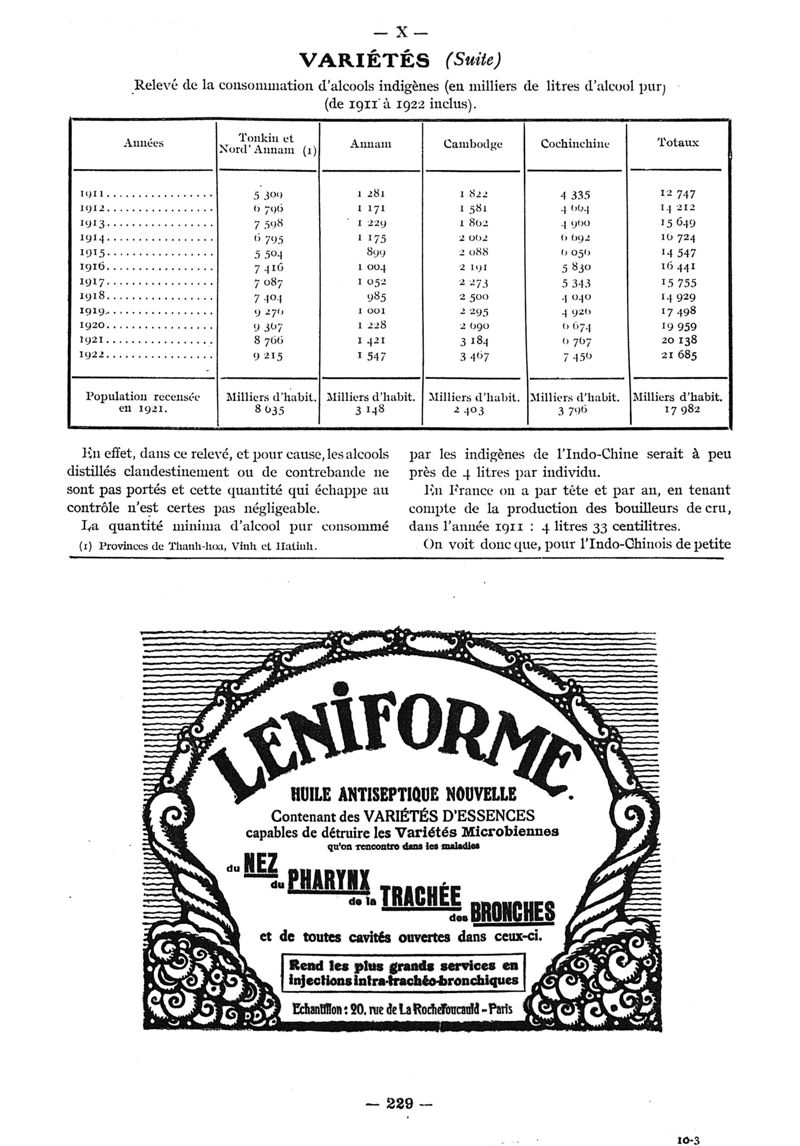 — X —
VARIÉTÉS (Suite)
Relevé de la consommation d'alcools indigènes (en milliers de litres d'alcool pur)
(de 1911 à 1922 inclus).
Années Tonkin et Nord' Annam (1) Annam Cambodge Cochinchine Totaux
1911................. 5 309 1 281 1 822 4 335 12 747
1912................. 6 796 1 171 1 581 4 664 14 212
1913................. 7 598 1 229 1 862 4 960 15 649
1914................. 6 795 1 175 2 062 6 692 16 724
1915................. 5 504 899 2 088 6 056 14 547
1916................. 7 416 1 004 2 191 5 830 16 441
1917................. 7 087 1 052 2 273 5 343 15 755
1918................. 7 404 985 2 500 4 040 14 929
1919................. 9 276 1 001 2 295 4 926 17 498
1920................. 9 367 1 228 2 690 6 674 19 959
1921................. 8 766 1 421 3 184 6 767 20 138
1922................. 9 215 1 547 3 467 7 456 21 685
Population recensée Milliers d'habit. Milliers d'habit. Milliers d'habit. Milliers d'habit. Milliers d'habit.
en 1921. 8 635 3 148 2 403 3 796 17 982
En effet, dans ce relevé, et pour cause, les alcools
distillés clandestinement ou de contrebande ne
sont pas portés et cette quantité qui échappe au
contrôle n'est certes pas négligeable.
La quantité minima d'alcool pur consommé
(1) Provinces de Thanh-hoa, Vinh et Hatinh.
par les indigènes de l'Indo-Chine serait à peu
près de 4 litres par individu.
En France on a par tête et par an, en tenant
compte de la production des bouilleurs de cru,
dans l'année 1911 : 4 litres 33 centilitres.
On voit donc que, pour l'Indo-Chinois de petite
LENIFORME.
HUILE ANTISEPTIQUE NOUVELLE
Contenant des VARIÉTÉS D'ESSENCES
capables de détruire les Variétés Microbiennes
qu'on rencontre dans les maladies
du NEZ
du PHARYNX
de la TRACHÉE
des BRONCHES
et de toutes cavités ouvertes dans ceux-ci.
Rend les plus grands services en
injections intra-trachéo-bronchiques
Echantillon : 20, rue de La Rochefoucauld - Paris
— 229 —
10-3